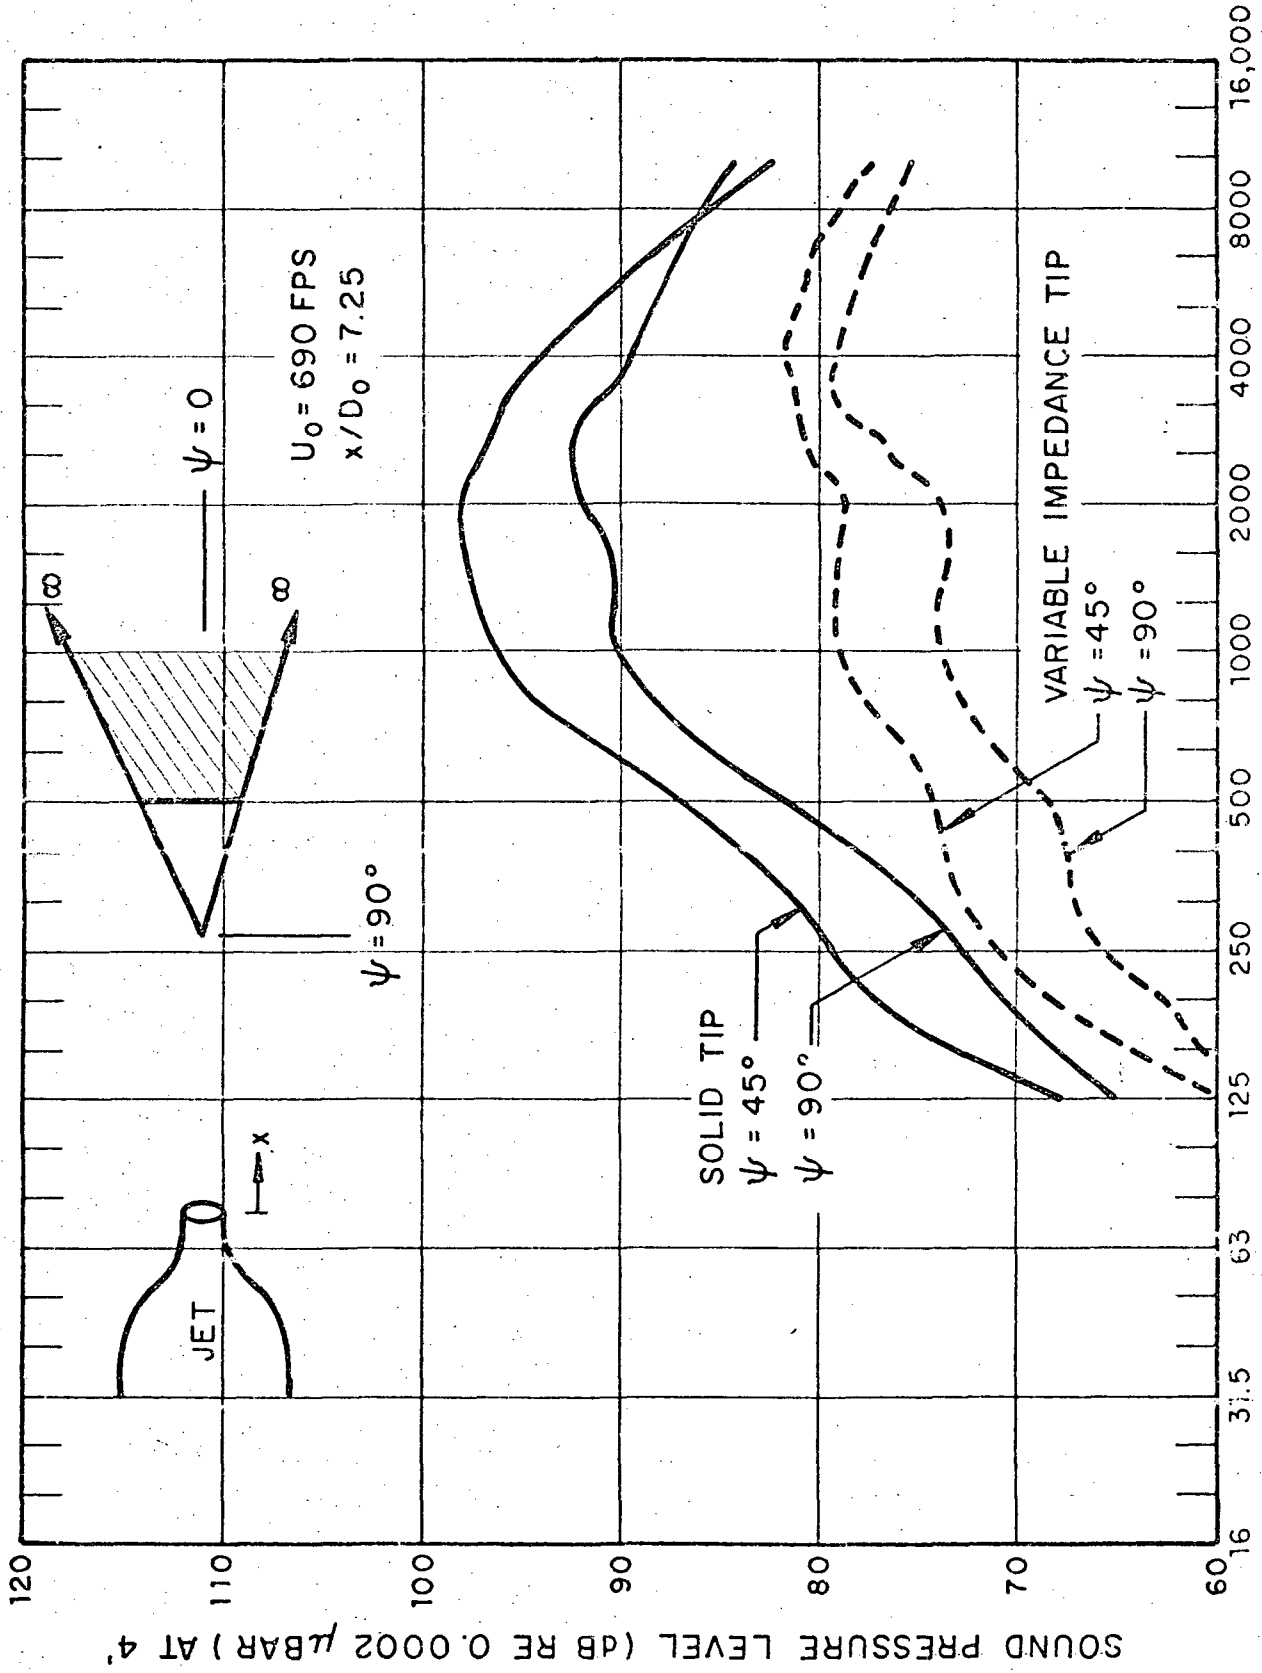 SOUND PRESSURE LEVEL (dB RE 0.0002 μBAR) AT 4'
120
110
100
90
80
70
60
JET
x
ψ = 90°
ψ = 0
∞
∞
U₀ = 690 FPS
x/D₀ = 7.25
SOLID TIP
ψ = 45°
ψ = 90°
VARIABLE IMPEDANCE TIP
ψ = 45°
ψ = 90°
16
31.5
63
125
250
500
1000
2000
4000
8000
16,000